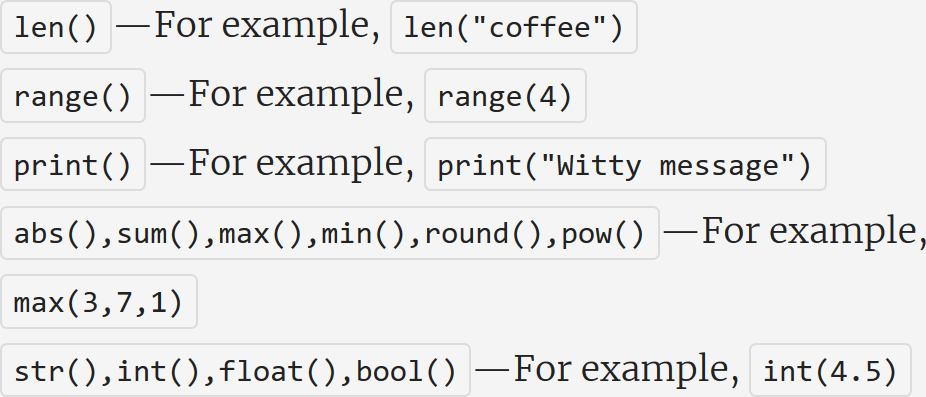 len() —For example, len("coffee")
range() —For example, range(4)
print() —For example, print("Witty message")
abs(),sum(),max(),min(),round(),pow() —For example,
max(3,7,1)
str(),int(),float(),bool() —For example, int(4.5)